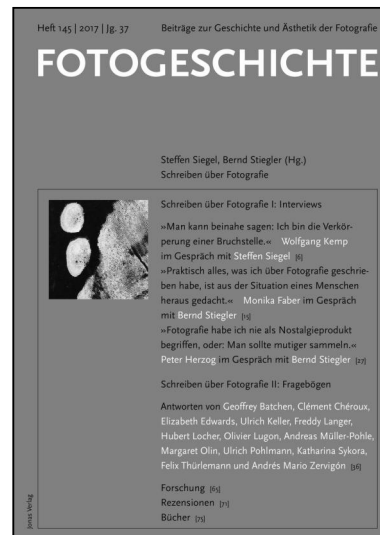 Heft 145 | 2017 | Jg. 37
Beiträge zur Geschichte und Ästhetik der Fotografie
FOTOGESCHICHTE
Steffen Siegel, Bernd Stiegler (Hg.)
Schreiben über Fotografie
Schreiben über Fotografie I: Interviews
»Man kann beinahe sagen: Ich bin die Verkör-
perung einer Bruchstelle.« Wolfgang Kemp
im Gespräch mit Steffen Siegel [6]
»Praktisch alles, was ich über Fotografie geschrie-
ben habe, ist aus der Situation eines Menschen
heraus gedacht.« Monika Faber im Gespräch
mit Bernd Stiegler [15]
»Fotografie habe ich nie als Nostalgieprodukt
begriffen, oder: Man sollte mutiger sammeln.«
Peter Herzog im Gespräch mit Bernd Stiegler [27]
Schreiben über Fotografie II: Fragebögen
Antworten von Geoffrey Batchen, Clément Chéroux,
Elizabeth Edwards, Ulrich Keller, Freddy Langer,
Hubert Locher, Olivier Lugon, Andreas Müller-Pohle,
Margaret Olin, Ulrich Pohlmann, Katharina Sykora,
Felix Thürlemann und Andrés Mario Zervigón [36]
Forschung [65]
Rezensionen [71]
Bücher [75]
Jonas Verlag